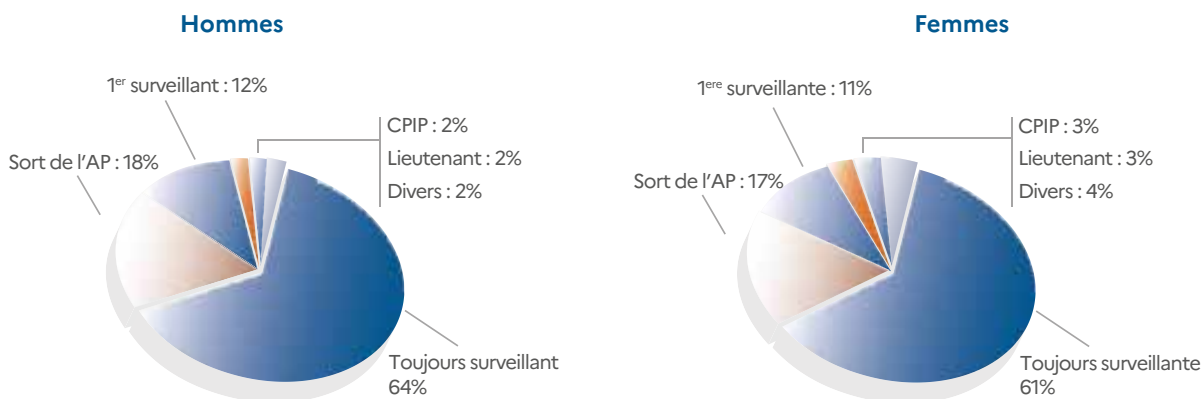 Hommes
1er surveillant : 12%
CPIP : 2%
Lieutenant : 2%
Divers : 2%
Sort de l'AP : 18%
Toujours surveillant
64%
Femmes
1ere surveillante : 11%
CPIP : 3%
Lieutenant : 3%
Divers : 4%
Sort de l'AP : 17%
Toujours surveillante
61%